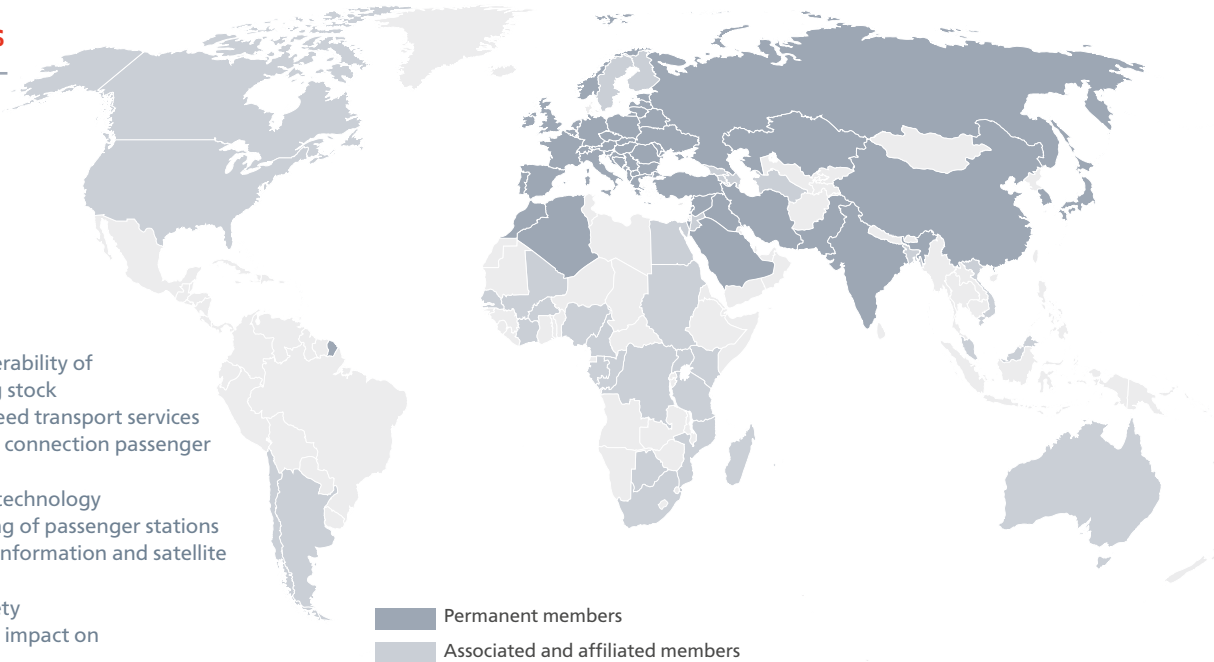 s
erability of
g stock
eed transport services
connection passenger
technology
ng of passenger stations
information and satellite
ety
impact on
Permanent members
Associated and affiliated members